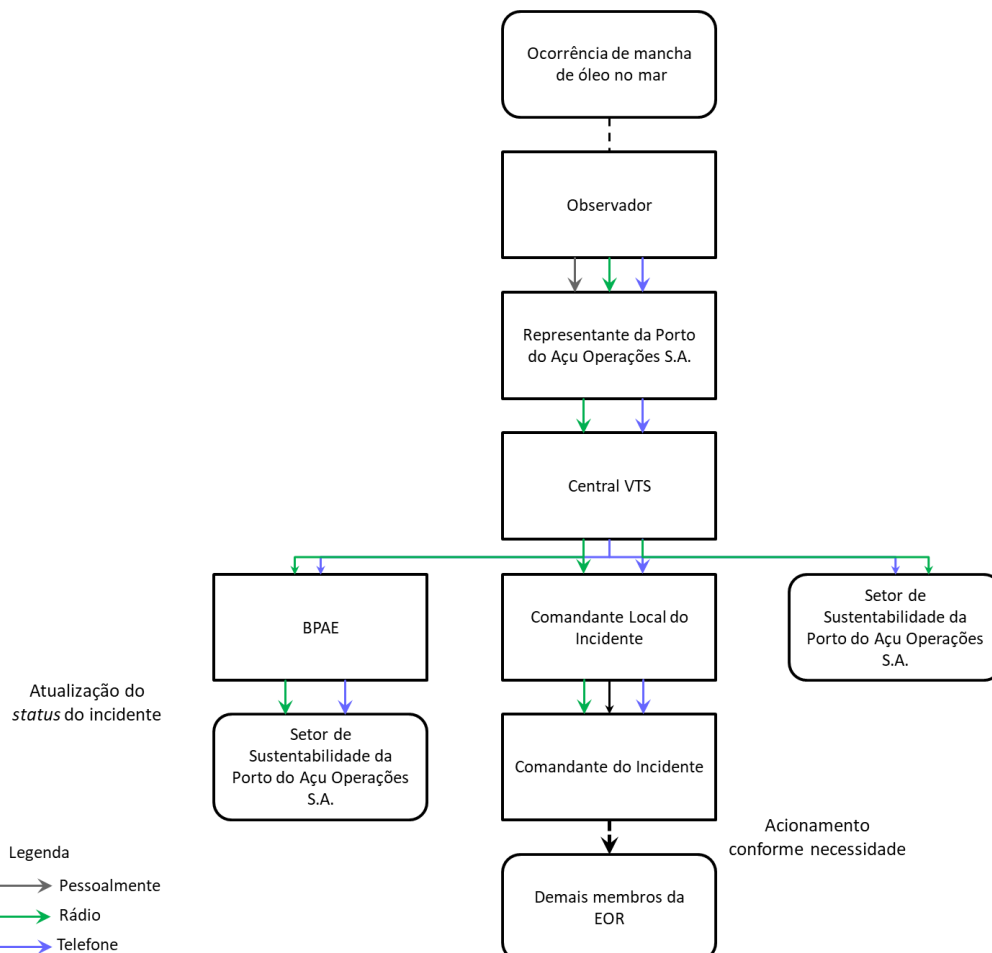 Ocorrência de mancha
de óleo no mar
Observador
Representante da Porto
do Açu Operações S.A.
Central VTS
BPAE
Comandante Local do
Incidente
Setor de
Sustentabilidade da
Porto do Açu Operações
S.A.
Atualização do
status do incidente
Setor de
Sustentabilidade da
Porto do Açu Operações
S.A.
Comandante do Incidente
Acionamento
conforme necessidade
Demais membros da
EOR
Legenda
Pessoalmente
Rádio
Telefone